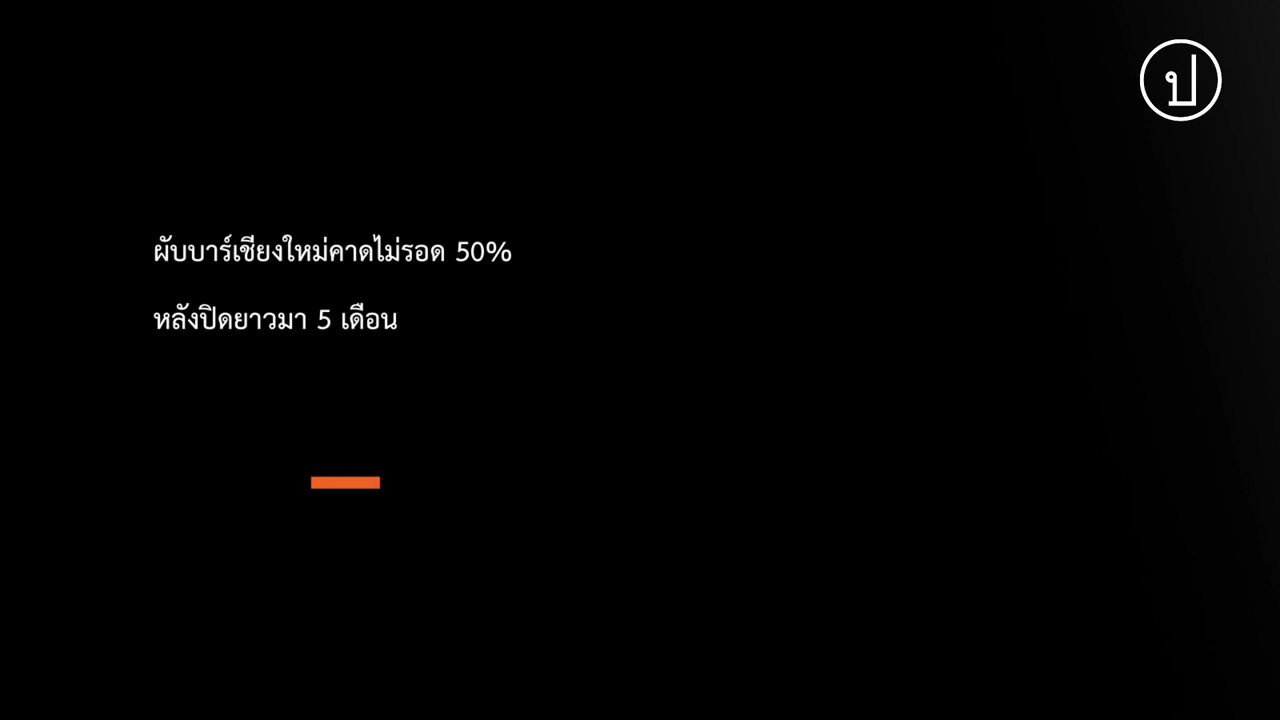 ป
ผับบาร์เชียงใหม่คาดไม่รอด 50%
หลังปิดยาวมา 5 เดือน